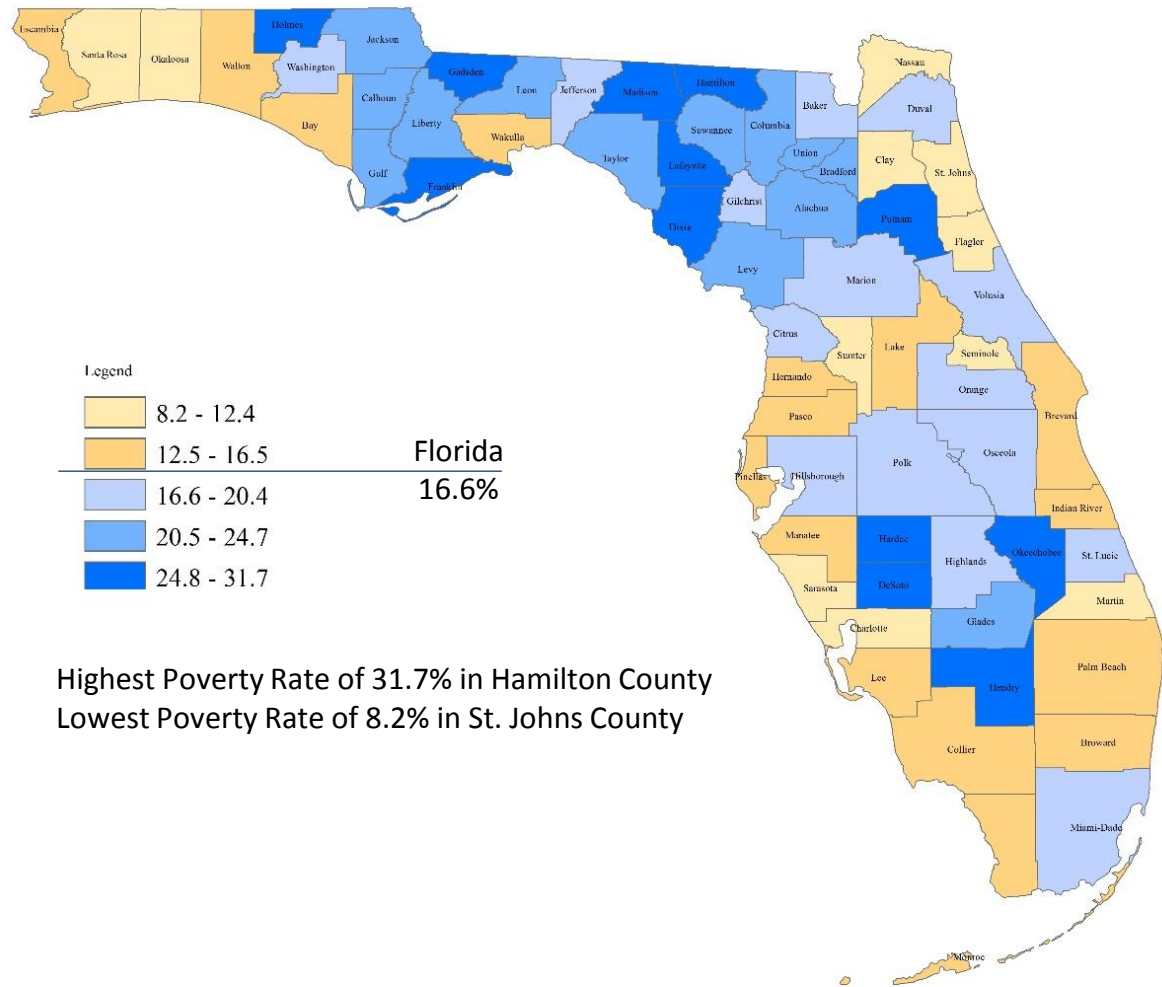 Escambia
Santa Rosa
Okaloosa
Walton
Holmes
Washington
Jackson
Bay
Calhoun
Gulf
Liberty
Gadsden
Franklin
Leon
Wakulla
Jefferson
Madison
Taylor
Hamilton
Suwannee
Lafayette
Dixie
Columbia
Gilchrist
Levy
Baker
Union
Bradford
Alachua
Nassau
Duval
Clay
St. Johns
Putnam
Flagler
Marion
Volusia
Citrus
Sumter
Lake
Seminole
Orange
Hernando
Pasco
Brevard
Pinellas
Hillsborough
Polk
Osceola
Indian River
Manatee
Hardee
Highlands
Okeechobee
St. Lucie
Sarasota
DeSoto
Martin
Charlotte
Glades
Lee
Hendry
Palm Beach
Collier
Broward
Miami-Dade
Monroe
Legend
8.2 - 12.4
12.5 - 16.5
16.6 - 20.4
20.5 - 24.7
24.8 - 31.7
Florida
16.6%
Highest Poverty Rate of 31.7% in Hamilton County
Lowest Poverty Rate of 8.2% in St. Johns County